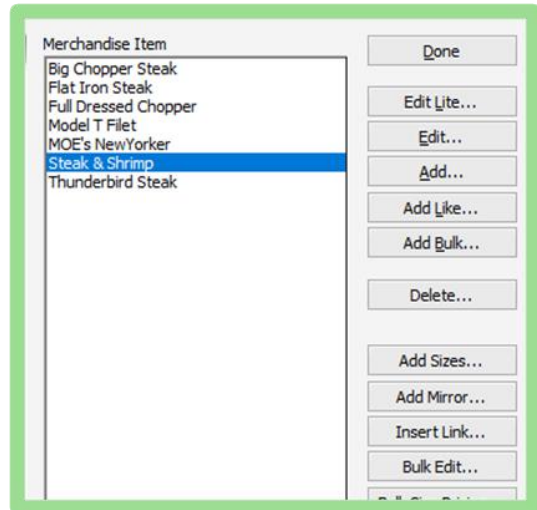 Merchandise Item
Big Chopper Steak
Flat Iron Steak
Full Dressed Chopper
Model T Filet
MOE's NewYorker
Steak & Shrimp
Thunderbird Steak
Done
Edit Lite...
Edit...
Add...
Add Like...
Add Bulk...
Delete...
Add Sizes...
Add Mirror...
Insert Link...
Bulk Edit...